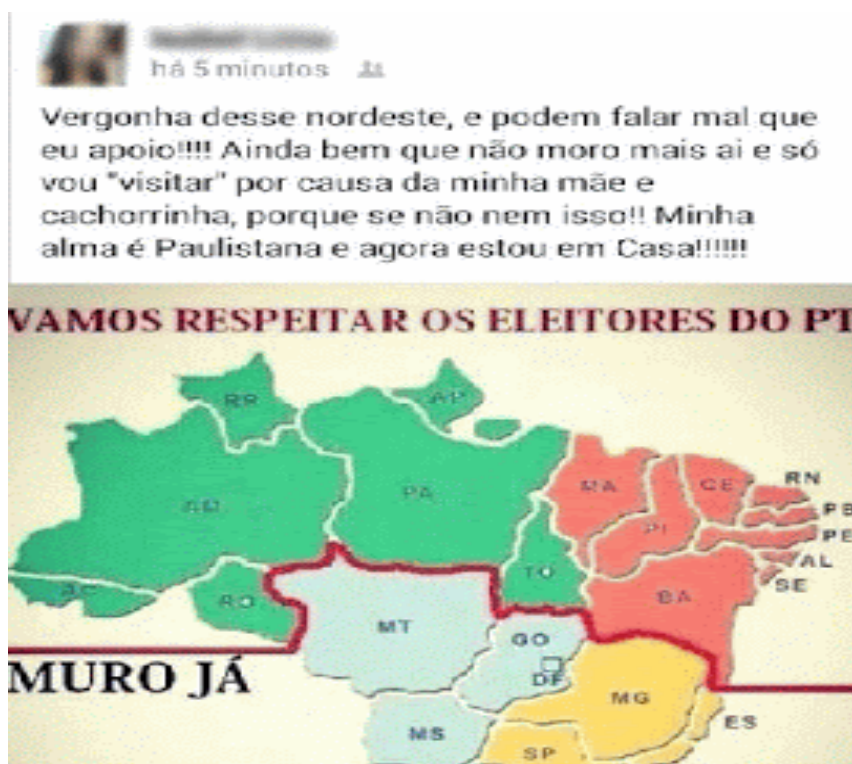 há 5 minutos
Vergonha desse nordeste, e podem falar mal que
eu apoio!!!! Ainda bem que não moro mais ai e só
vou "visitar" por causa da minha mãe e
cachorrinha, porque se não nem isso!! Minha
alma é Paulistana e agora estou em Casa!!!!!!
VAMOS RESPEITAR OS ELEITORES DO PT
RR
AP
AM
PA
MA
CE
RN
PB
PI
PE
AL
AC
RO
TO
SE
BA
MT
GO
DF
MURO JÁ
MG
ES
MS
SP